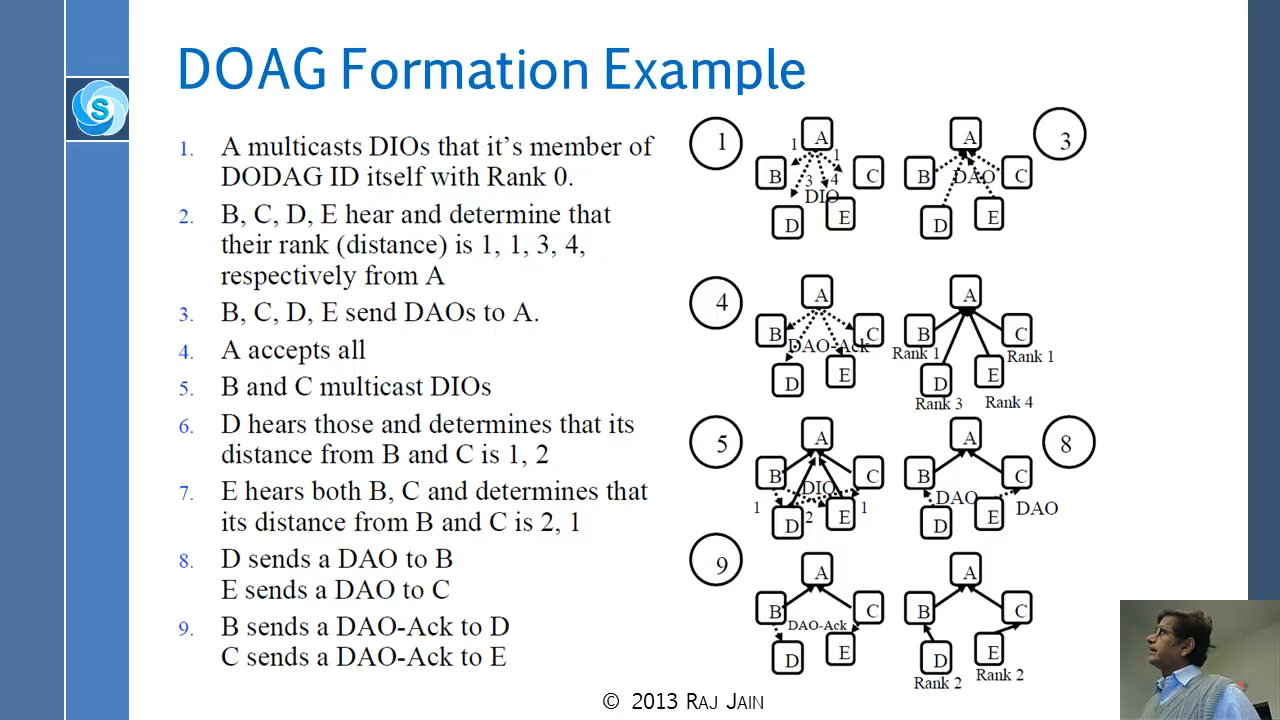 DOAG Formation Example
S
1. A multicasts DIOs that it's member of
DODAG ID itself with Rank 0.
2. B, C, D, E hear and determine that
their rank (distance) is 1, 1, 3, 4,
respectively from A
3. B, C, D, E send DAOs to A.
4. A accepts all
5. B and C multicast DIOs
6. D hears those and determines that its
distance from B and C is 1, 2
7. E hears both B, C and determines that
its distance from B and C is 2, 1
8. D sends a DAO to B
E sends a DAO to C
9. B sends a DAO-Ack to D
C sends a DAO-Ack to E
1
A
1
1
B
C
3
4
DIO
D
E
A
3
B
DAO
C
D
E
4
A
B
C
DAO-Ack
D
E
A
B
C
Rank 1
Rank 1
D
E
Rank 3
Rank 4
5
A
B
C
DIO
1
D
2
E
1
A
8
B
C
DAO
D
E
DAO
9
A
B
C
DAO-Ack
D
E
A
B
C
D
E
Rank 2
Rank 2
© 2013 RAJ JAIN